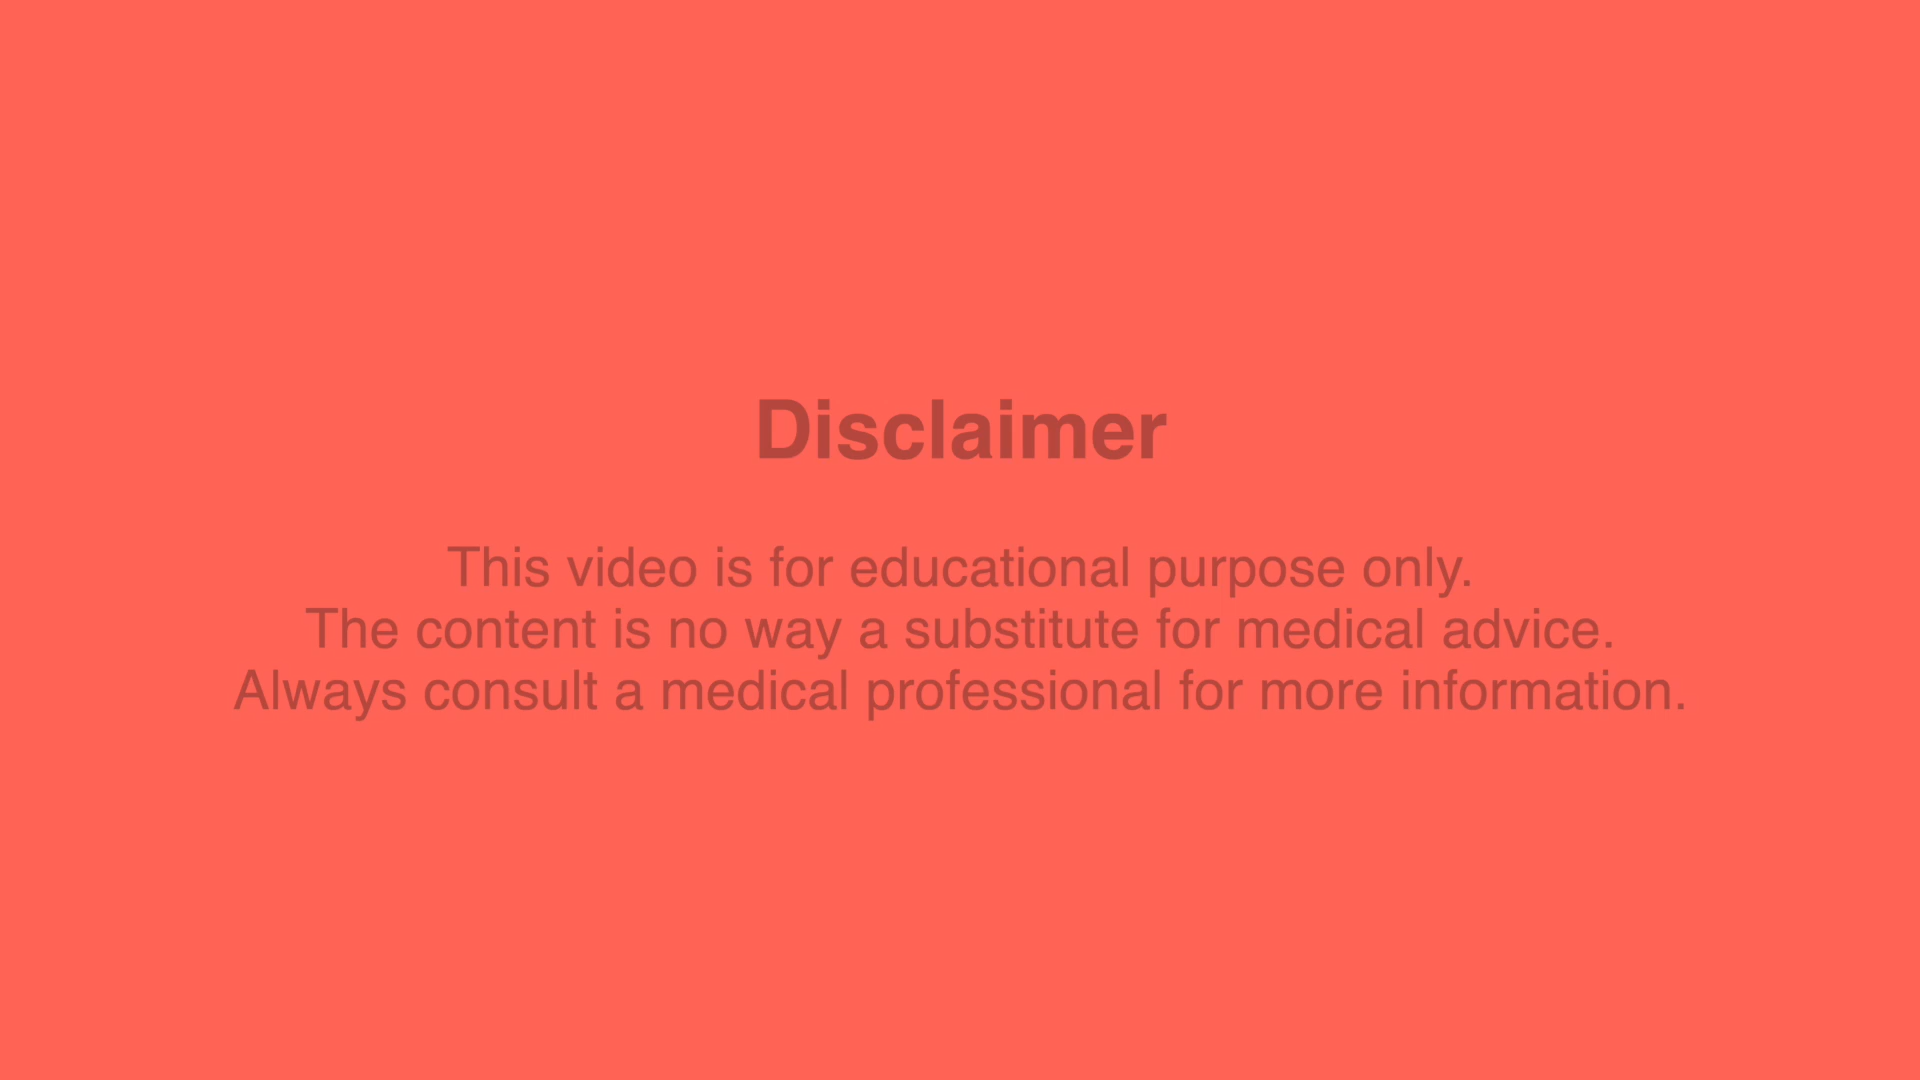 Disclaimer
This video is for educational purpose only.
The content is no way a substitute for medical advice.
Always consult a medical professional for more information.